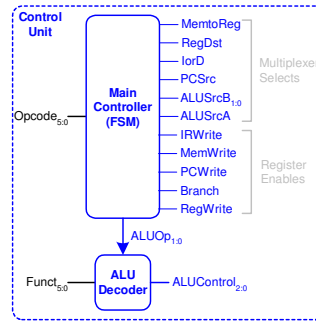 Control
Unit
MemtoReg
RegDst
IorD
PCSrc
ALUSrcB1:0
ALUSrcA
Multiplexer
Selects
Main
Controller
(FSM)
Opcode5:0
IRWrite
MemWrite
PCWrite
Branch
RegWrite
Register
Enables
ALUOp1:0
ALU
Decoder
Funct5:0
ALUControl2:0